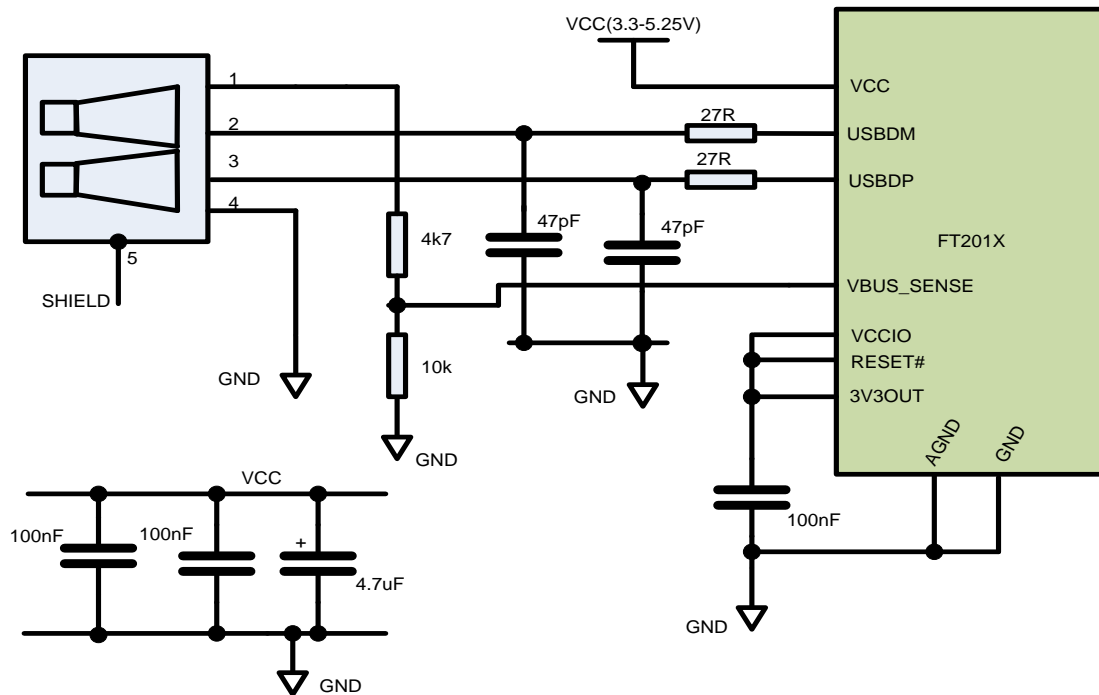 VCC(3.3-5.25V)
1
VCC
27R
2
USBDM
27R
3
USBDP
4
47pF
47pF
4k7
FT201X
5
VBUS_SENSE
SHIELD
VCCIO
RESET#
10k
GND
3V3OUT
GND
AGND
GND
GND
VCC
100nF
100nF
+
4.7uF
100nF
GND
GND